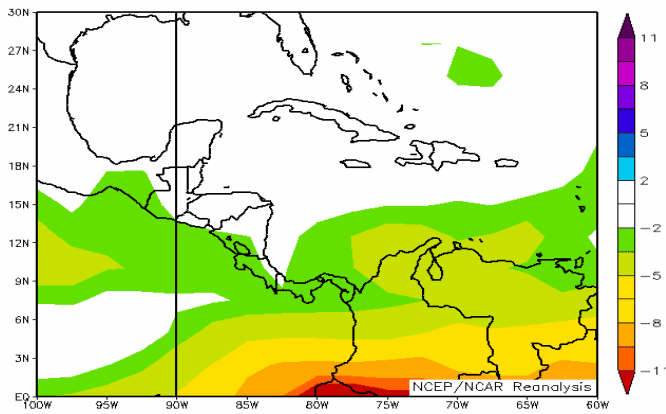 30N
27N
24N
21N
18N
15N
12N
9N
6N
3N
EQ
100W 95W 90W 85W 80W 75W 70W 65W 60W
NCEP/NCAR Reanalysis
11
8
5
2
-2
-5
-8
-11